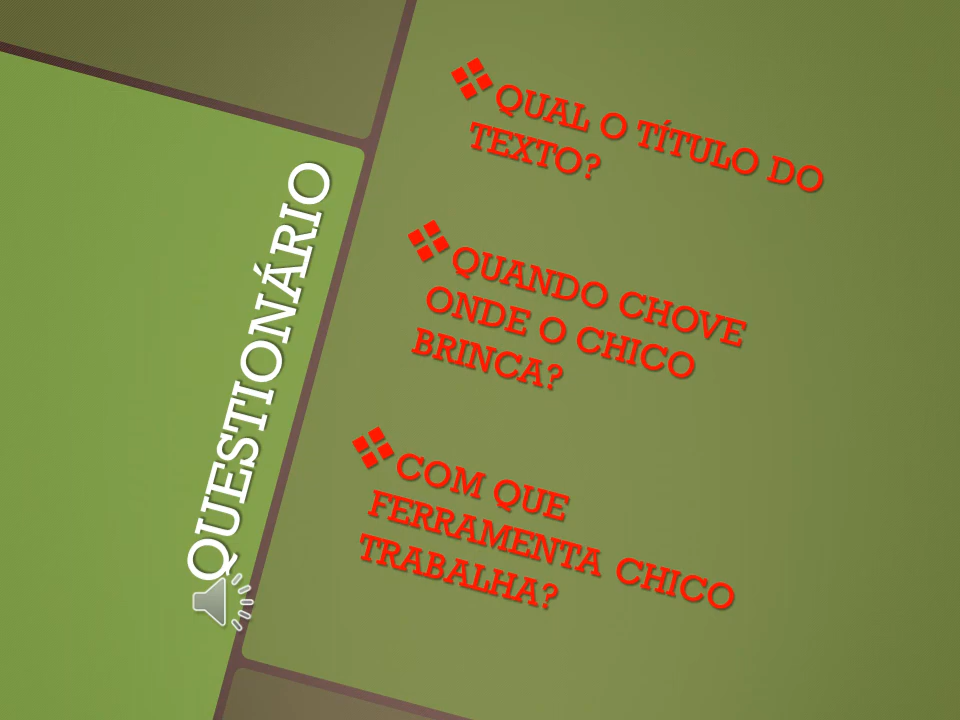 QUESTIONÁRIO
QUAL O TÍTULO DO
TEXTO?
QUANDO CHOVE
ONDE O CHICO
BRINCA?
COM QUE
FERRAMENTA CHICO
TRABALHA?